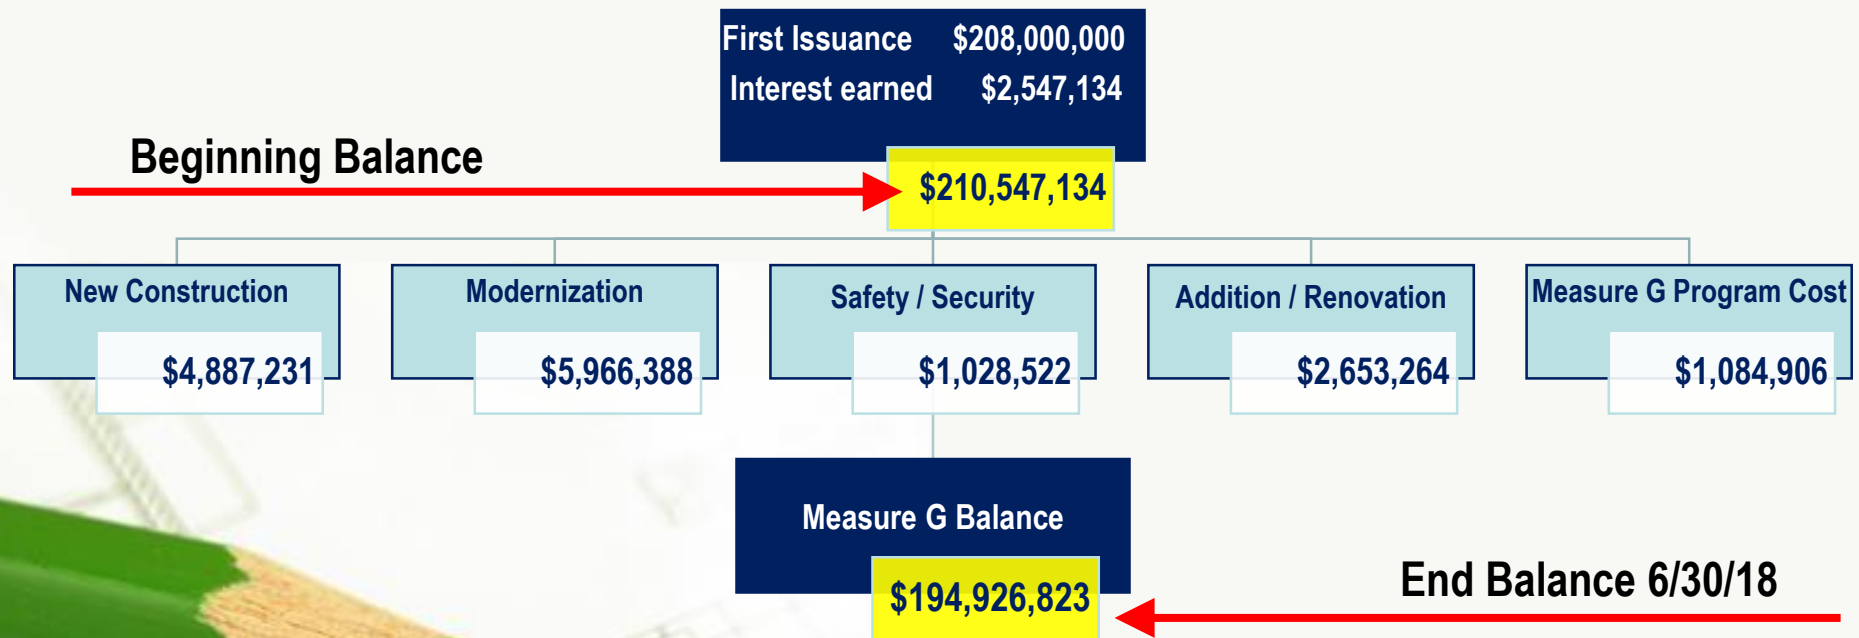 First Issuance $208,000,000
Interest earned $2,547,134
Beginning Balance
$210,547,134
New Construction
$4,887,231
Modernization
$5,966,388
Safety / Security
$1,028,522
Addition / Renovation
$2,653,264
Measure G Program Cost
$1,084,906
Measure G Balance
$194,926,823
End Balance 6/30/18